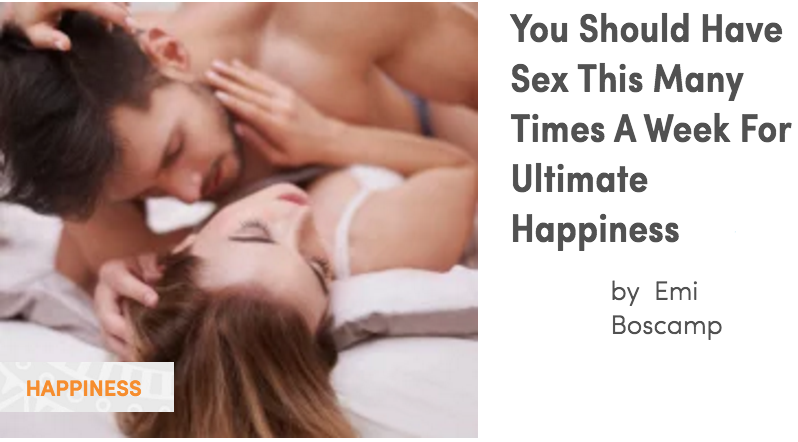 You Should Have
Sex This Many
Times A Week For
Ultimate
Happiness
by Emi
Boscamp
HAPPINESS